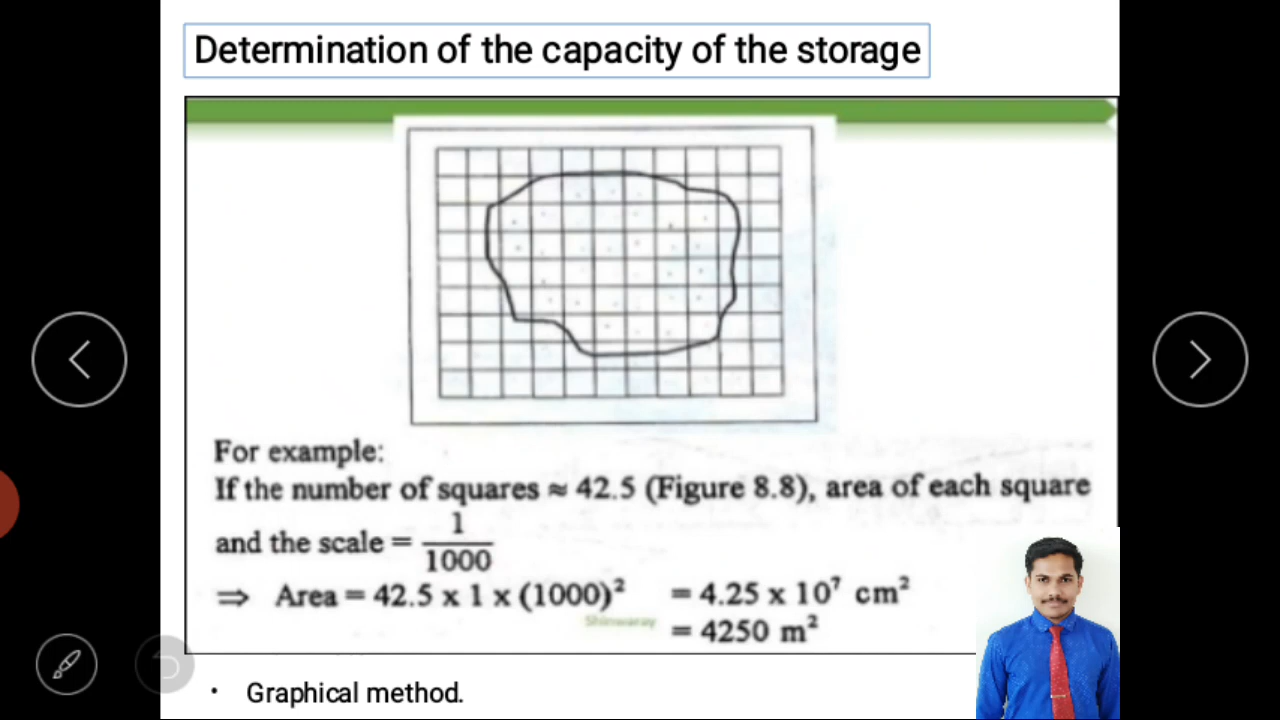 Determination of the capacity of the storage
For example:
If the number of squares ≈ 42.5 (Figure 8.8), area of each square
and the scale = 1/1000
⇒ Area = 42.5 x 1 x (1000)² = 4.25 x 10⁷ cm²
Shinwaray
= 4250 m²
• Graphical method.